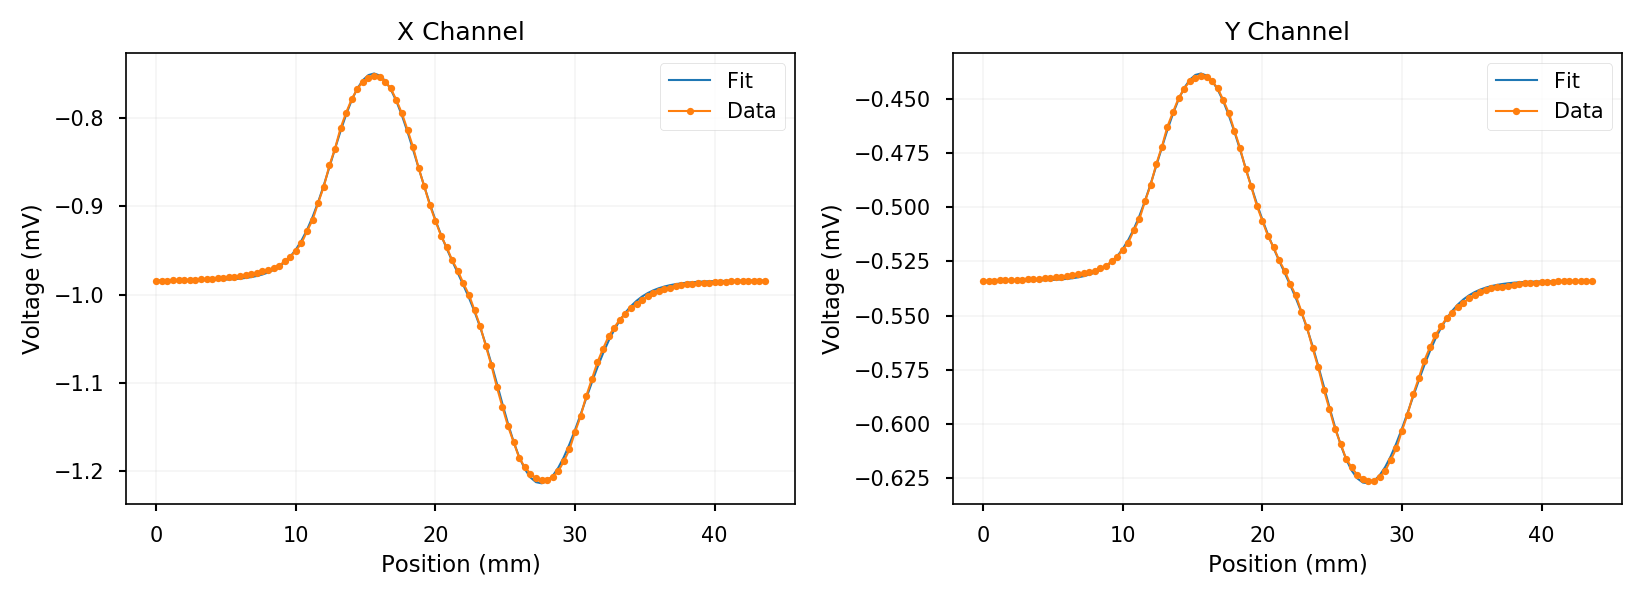 X Channel
Voltage (mV)
−0.8
−0.9
−1.0
−1.1
−1.2
0 10 20 30 40
Position (mm)
Fit
Data
Y Channel
Voltage (mV)
−0.450
−0.475
−0.500
−0.525
−0.550
−0.575
−0.600
−0.625
0 10 20 30 40
Position (mm)
Fit
Data